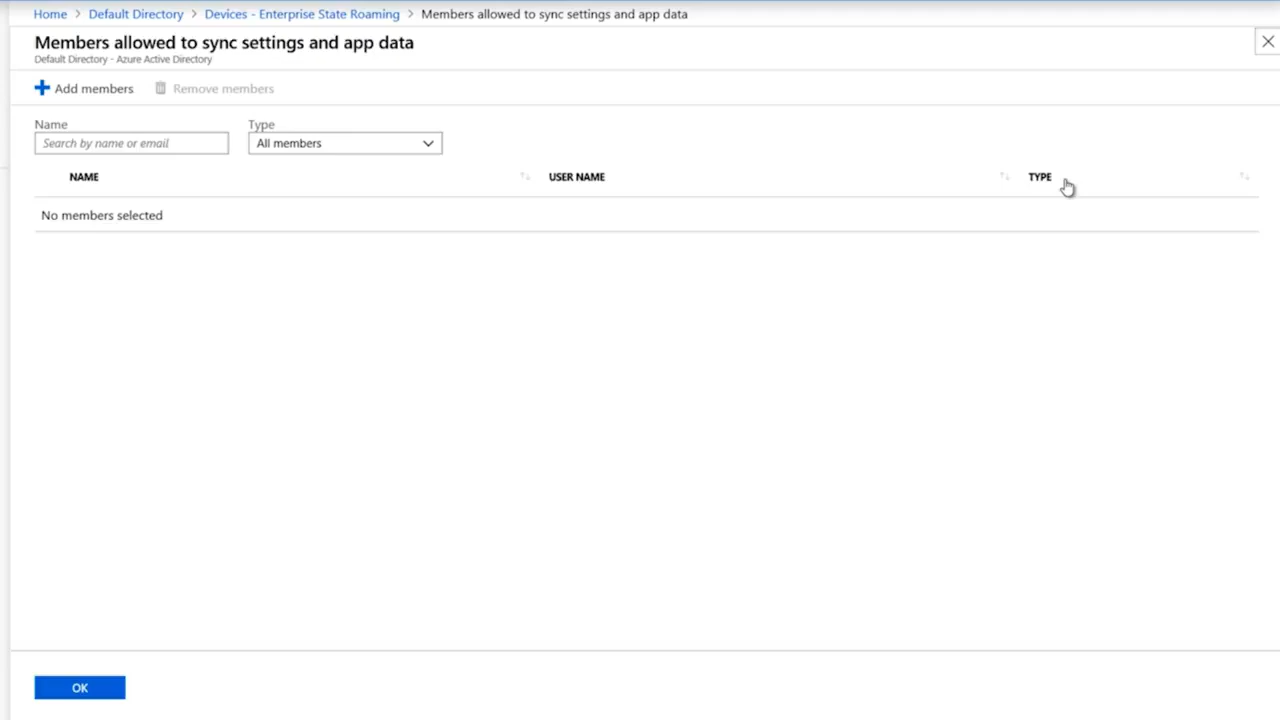 Home > Default Directory > Devices - Enterprise State Roaming > Members allowed to sync settings and app data
Members allowed to sync settings and app data
Default Directory - Azure Active Directory
Add members Remove members
Name Type
Search by name or email All members
NAME USER NAME TYPE
No members selected
OK